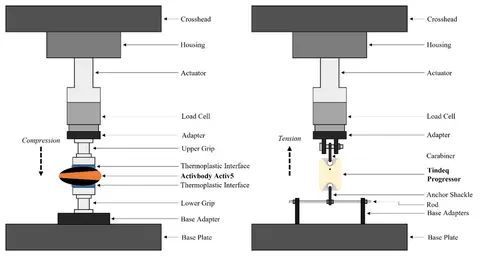 Crosshead
Housing
Actuator
Load Cell
Adapter
Compression
Upper Grip
Thermoplastic Interface
Activbody Activ5
Thermoplastic Interface
Lower Grip
Base Adapter
Base Plate
Crosshead
Housing
Actuator
Load Cell
Adapter
Tension
Carabiner
Tindeq
Progressor
Anchor Shackle
Rod
Base Adapters
Base Plate